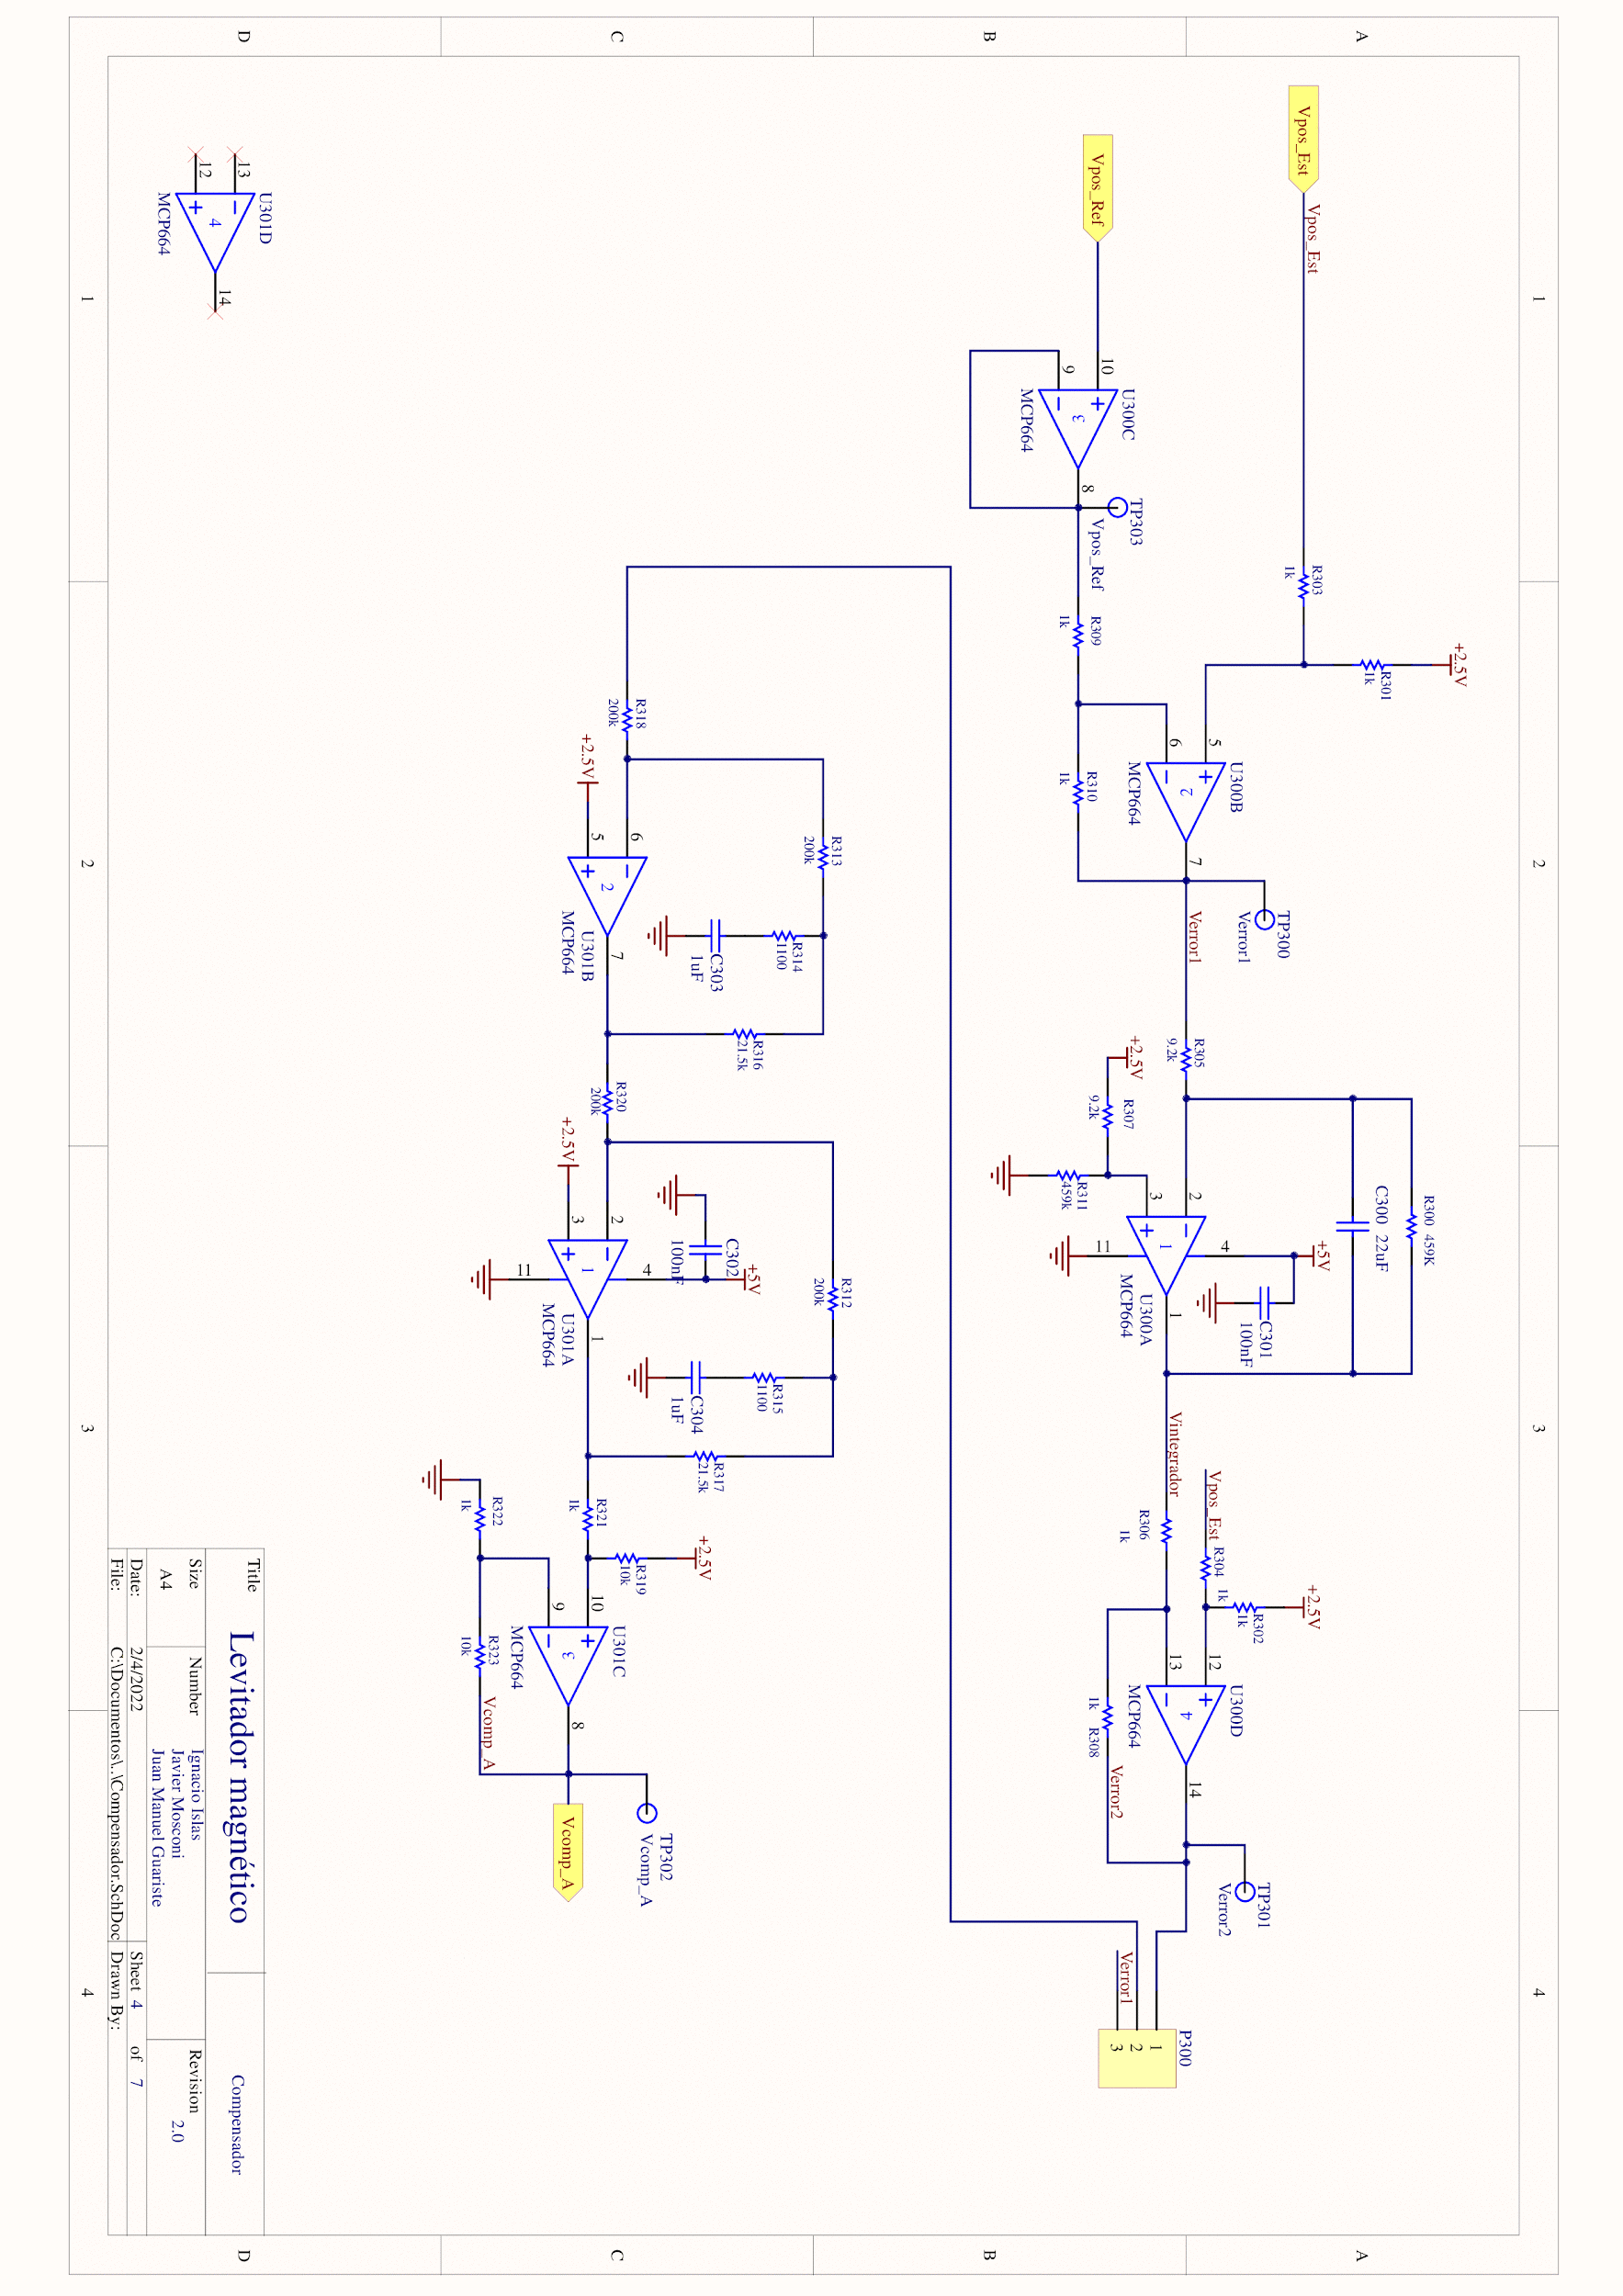 1
2
3
4
A
A
B
B
C
C
D
D
Vpos_Est
Vpos_Est
R303
1k
+2.5V
R301
1k
Vpos_Ref
10
9
U300C
3
MCP664
8
TP303
Vpos_Ref
R309
1k
R310
1k
5
6
U300B
2
MCP664
7
TP300
Verror1
Verror1
R305
9.2k
+2.5V
R307
9.2k
R311
459k
R300 459K
C300 22uF
2
3
4
11
1
U300A
MCP664
1
+5V
C301
100nF
Vintegrador
R306
1k
Vpos_Est
R304
1k
+2.5V
R302
1k
12
13
U300D
4
MCP664
14
R308
1k
Verror2
TP301
Verror2
Verror1
P300
1
2
3
R318
200k
+2.5V
6
5
2
U301B
MCP664
7
R313
200k
R314
1100
C303
1uF
R316
21.5k
R320
200k
+2.5V
2
3
4
11
1
U301A
MCP664
1
C302
100nF
+5V
R312
200k
R315
1100
C304
1uF
R317
21.5k
R321
1k
R322
1k
+2.5V
R319
10k
10
9
U301C
3
MCP664
8
R323
10k
Vcomp_A
TP302
Vcomp_A
Vcomp_A
13
12
U301D
4
MCP664
14
Title
Levitador magnético
Compensador
Size
A4
Number
Ignacio Islas
Javier Mosconi
Juan Manuel Guariste
Revision
2.0
Date: 2/4/2022 Sheet 4 of 7
File: C:\Documentos\..\Compensador.SchDoc Drawn By:
1
2
3
4